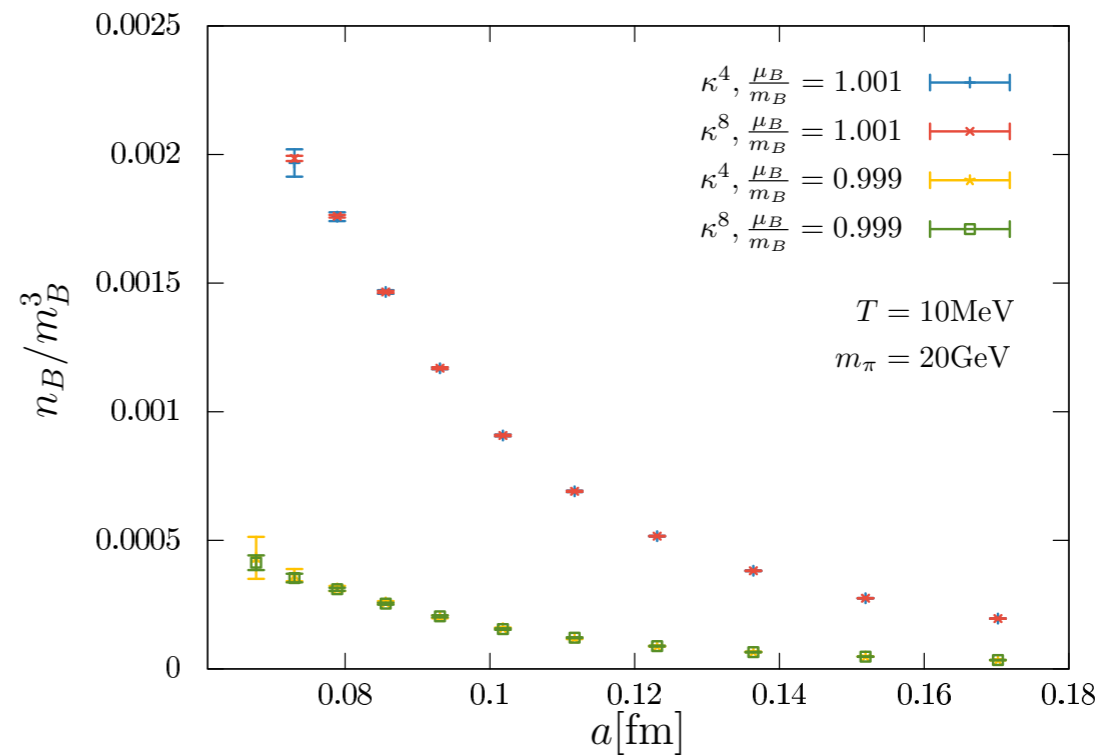 0.0025
0.002
0.0015
0.001
0.0005
0
n_B/m_B^3
κ^4, μ_B/m_B = 1.001
κ^8, μ_B/m_B = 1.001
κ^4, μ_B/m_B = 0.999
κ^8, μ_B/m_B = 0.999
T = 10MeV
m_π = 20GeV
0.08 0.1 0.12 0.14 0.16 0.18
a[fm]